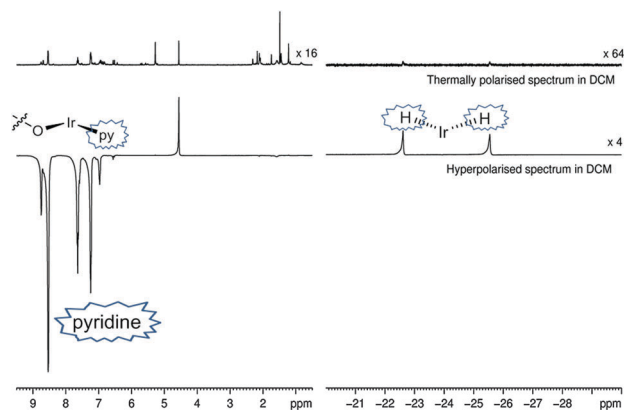 x 16
x 64
Thermally polarised spectrum in DCM
O Ir py
H Ir H
x 4
Hyperpolarised spectrum in DCM
pyridine
9 8 7 6 5 4 3 2 ppm
−21 −22 −23 −24 −25 −26 −27 −28 ppm